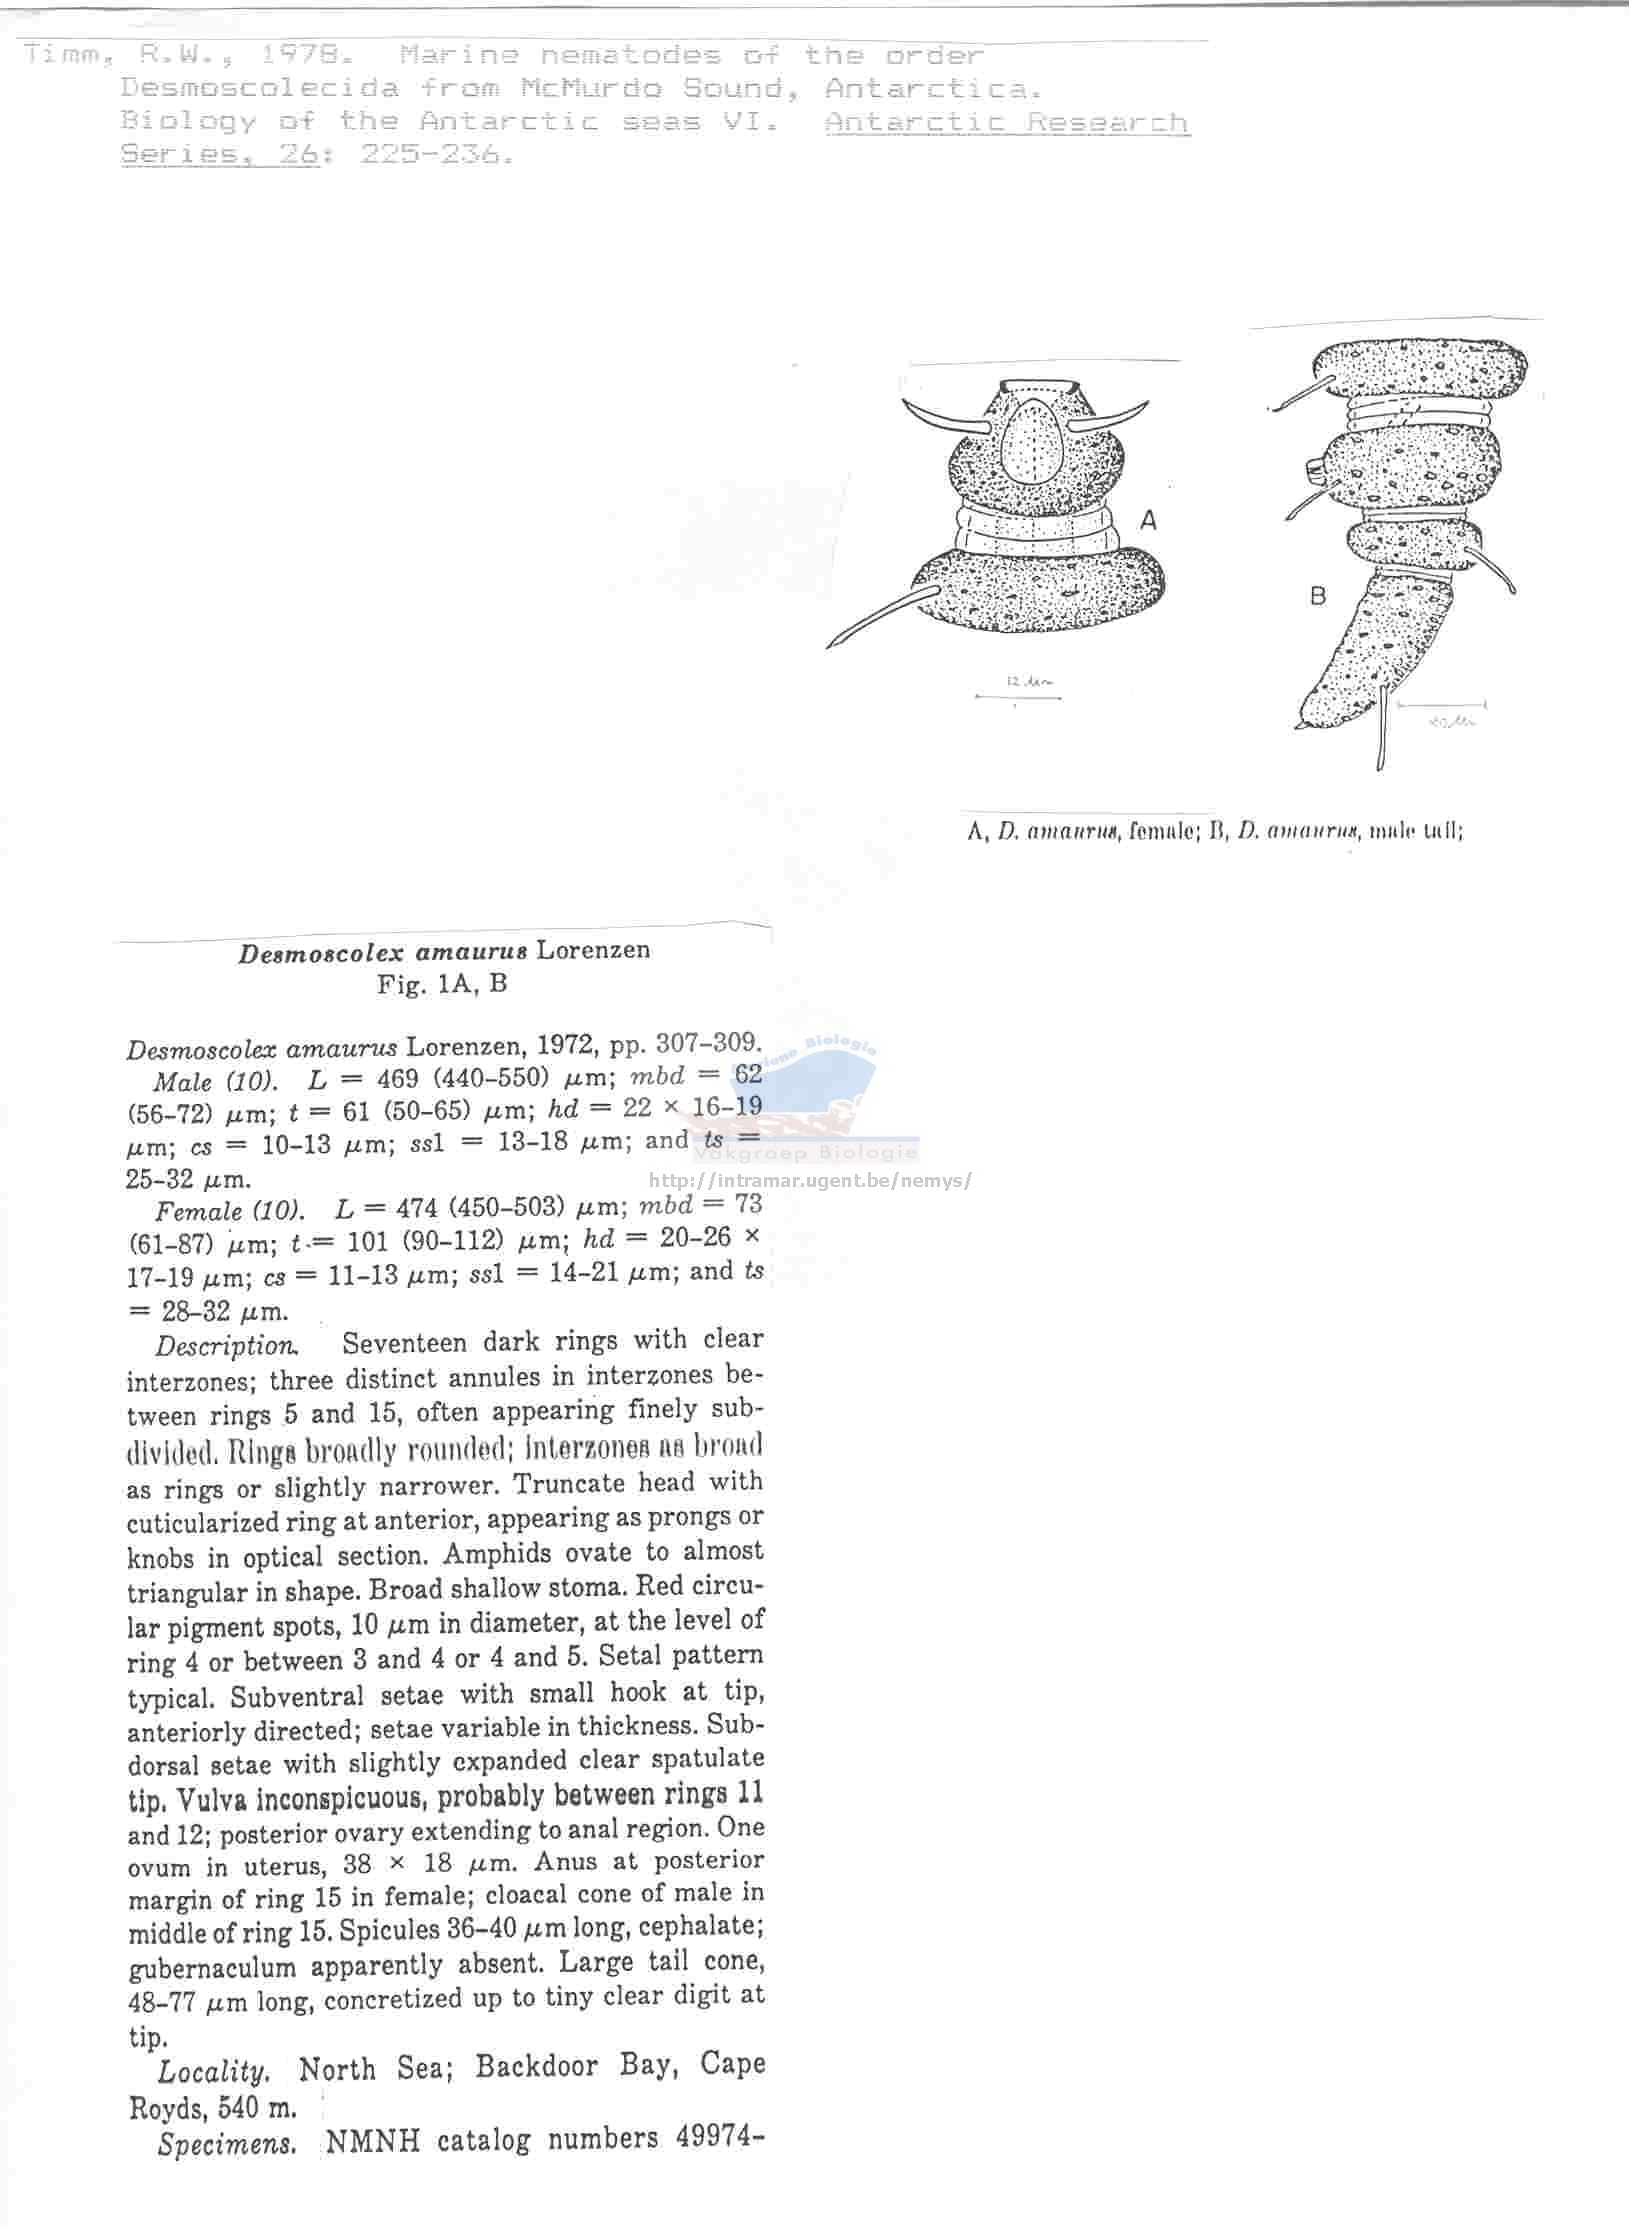 Timm, R.W., 1978. Marine nematodes of the order
Desmoscolecida from McMurdo Sound, Antarctica.
Biology of the Antarctic seas VI. Antarctic Research
Series, 26: 225-236.
A
B
12 μm
A, D. amaurus, female; B, D. amaurus, male tail;
Desmoscolex amaurus Lorenzen
Fig. 1A, B
Desmoscolex amaurus Lorenzen, 1972, pp. 307–309.
Male (10). L = 469 (440–550) μm; mbd = 62
(56–72) μm; t = 61 (50–65) μm; hd = 22 × 16–19
μm; cs = 10–13 μm; ssl = 13–18 μm; and ts =
25–32 μm.
Female (10). L = 474 (450–503) μm; mbd = 73
(61–87) μm; t = 101 (90–112) μm; hd = 20–26 ×
17–19 μm; cs = 11–13 μm; ssl = 14–21 μm; and ts
= 28–32 μm.
Description. Seventeen dark rings with clear
interzones; three distinct annules in interzones be-
tween rings 5 and 15, often appearing finely sub-
divided. Rings broadly rounded; interzones as broad
as rings or slightly narrower. Truncate head with
cuticularized ring at anterior, appearing as prongs or
knobs in optical section. Amphids ovate to almost
triangular in shape. Broad shallow stoma. Red circu-
lar pigment spots, 10 μm in diameter, at the level of
ring 4 or between 3 and 4 or 4 and 5. Setal pattern
typical. Subventral setae with small hook at tip,
anteriorly directed; setae variable in thickness. Sub-
dorsal setae with slightly expanded clear spatulate
tip. Vulva inconspicuous, probably between rings 11
and 12; posterior ovary extending to anal region. One
ovum in uterus, 38 × 18 μm. Anus at posterior
margin of ring 15 in female; cloacal cone of male in
middle of ring 15. Spicules 36–40 μm long, cephalate;
gubernaculum apparently absent. Large tail cone,
48–77 μm long, concretized up to tiny clear digit at
tip.
Locality. North Sea; Backdoor Bay, Cape
Royds, 540 m.
Specimens. NMNH catalog numbers 49974–
Biologie
Vakgroep Biologie
http://intramar.ugent.be/nemys/